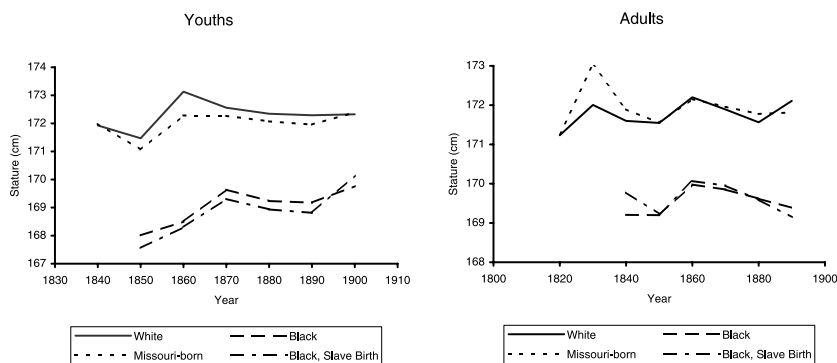 Youths
174
173
172
171
170
169
168
167
Stature (cm)
1830 1840 1850 1860 1870 1880 1890 1900 1910
Year
White Black
Missouri-born Black, Slave Birth
Adults
173
172
171
170
169
168
Stature (cm)
1800 1820 1840 1860 1880 1900
Year
White Black
Missouri-born Black, Slave Birth